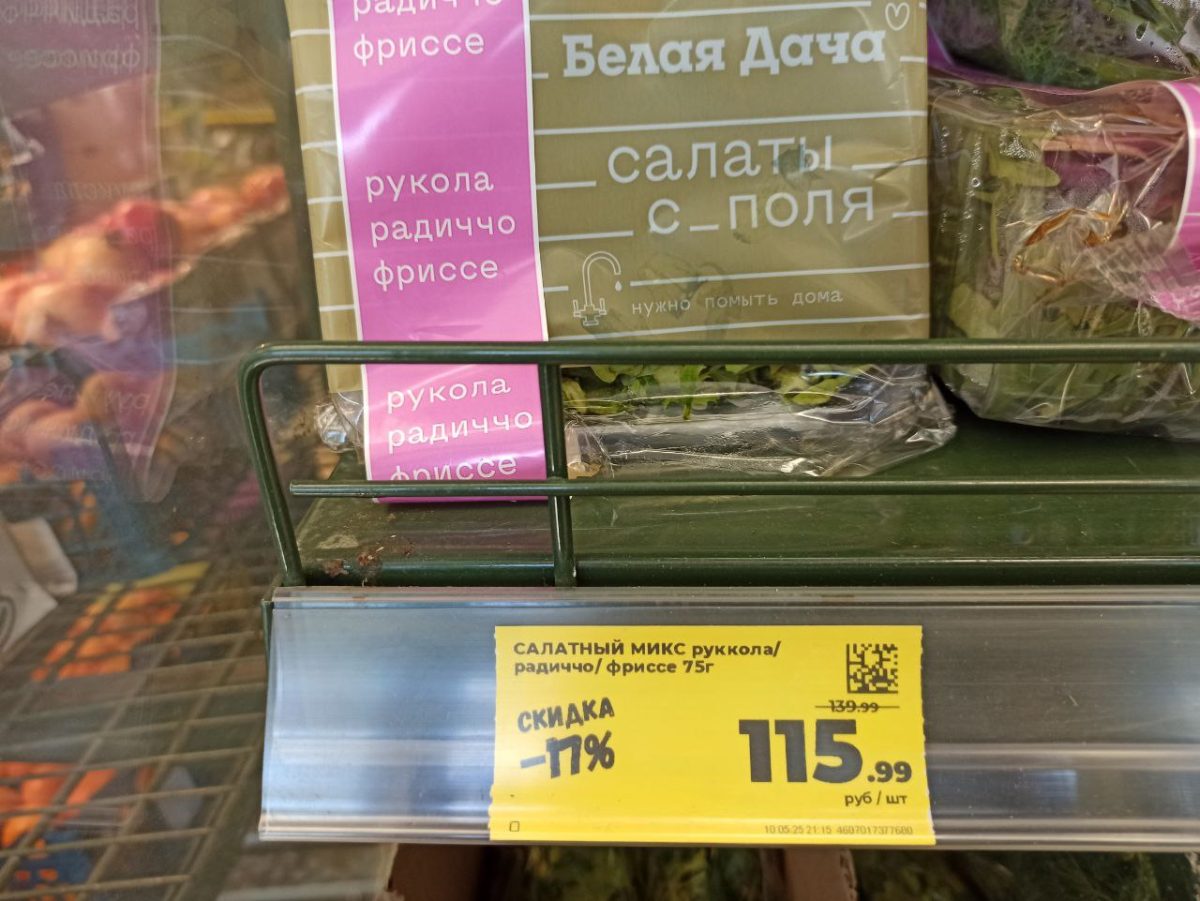 радиччо
фриссе
Белая Дача
салаты
с_поля
рукола
радиччо
фриссе
нужно помыть дома
рукола
радиччо
фриссе
САЛАТНЫЙ МИКС руккола/
радиччо/ фриссе 75г
139.99
СКИДКА
-17%
115.99
руб / шт
10.05.25 21:15 4607017377680